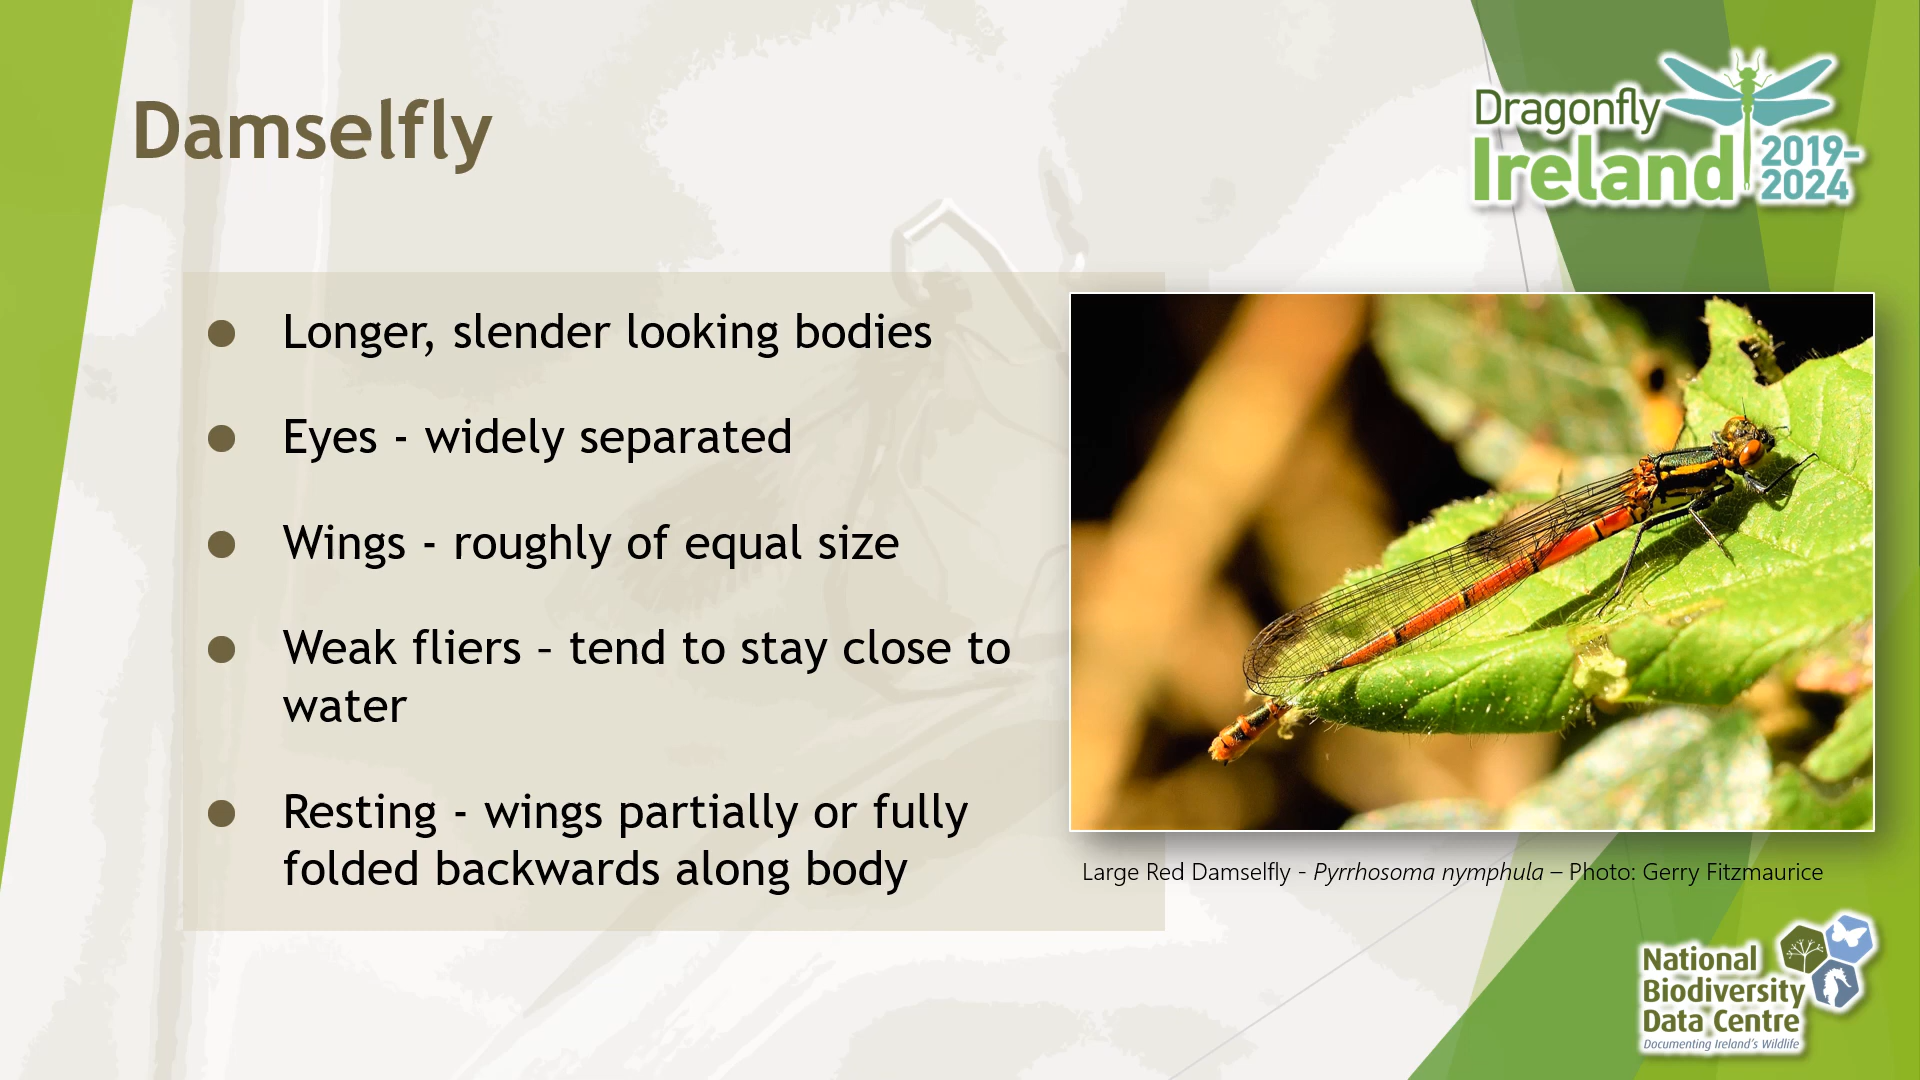 Damselfly
Dragonfly
Ireland
2019-
2024
● Longer, slender looking bodies
● Eyes - widely separated
● Wings - roughly of equal size
● Weak fliers – tend to stay close to
water
● Resting - wings partially or fully
folded backwards along body
Large Red Damselfly - Pyrrhosoma nymphula – Photo: Gerry Fitzmaurice
National
Biodiversity
Data Centre
Documenting Ireland's Wildlife